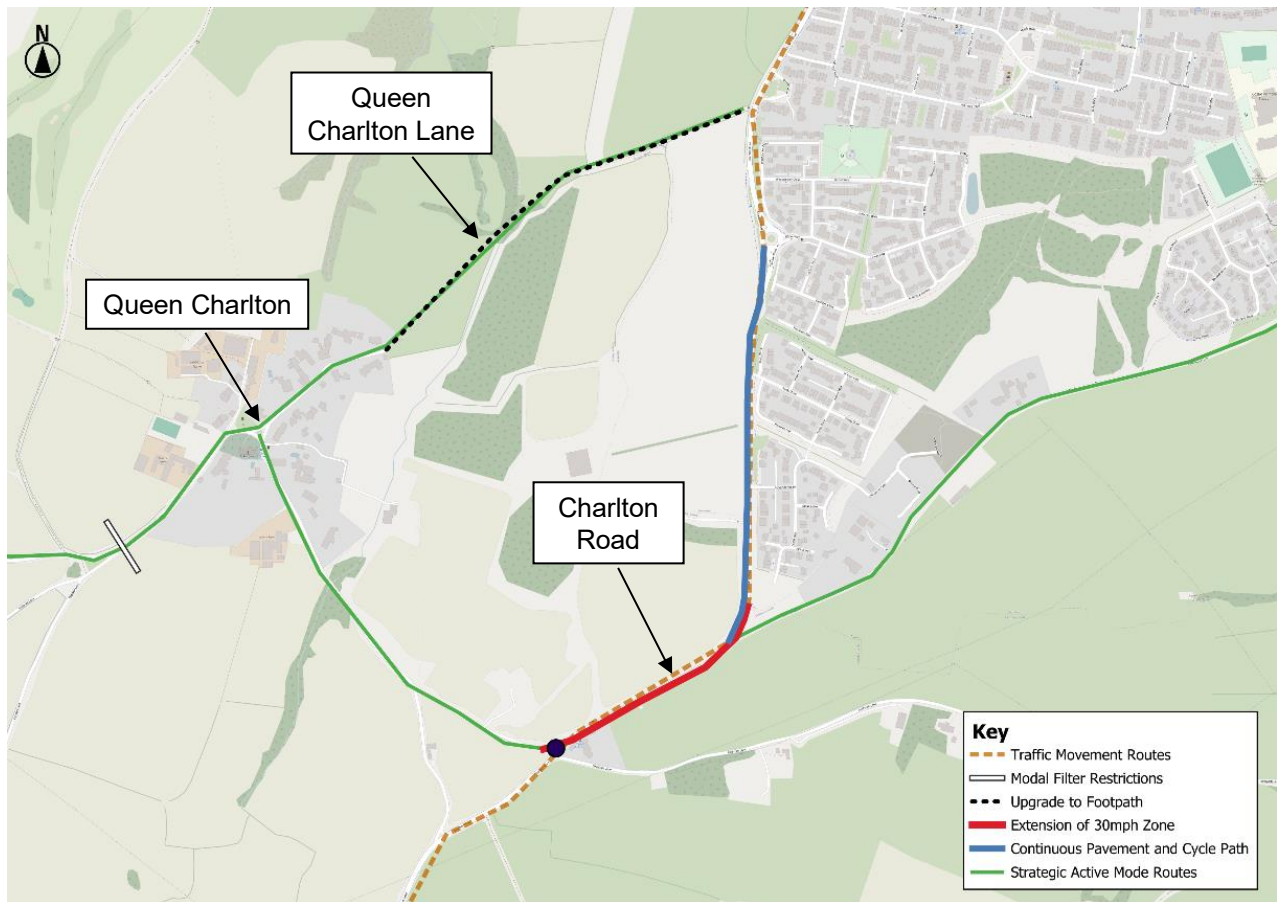 N
Queen
Charlton Lane
Queen Charlton
Charlton
Road
Key
Traffic Movement Routes
Modal Filter Restrictions
Upgrade to Footpath
Extension of 30mph Zone
Continuous Pavement and Cycle Path
Strategic Active Mode Routes